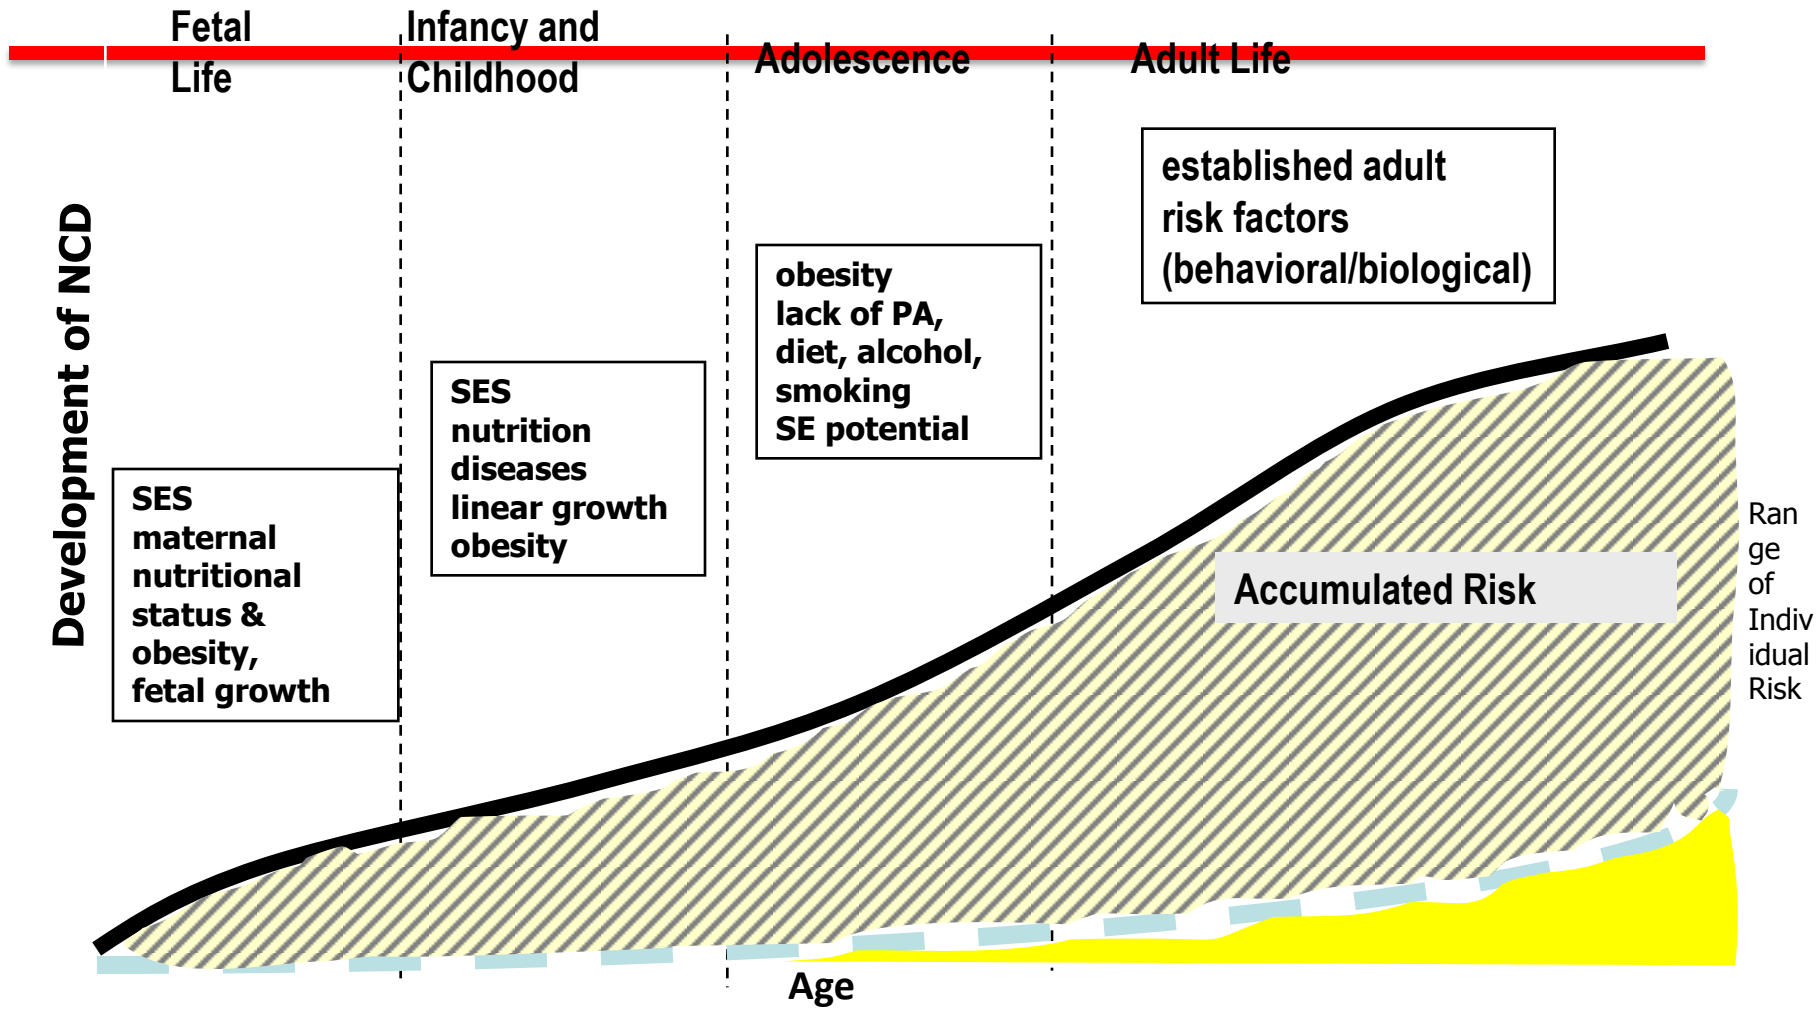 Fetal
Life
Infancy and
Childhood
Adolescence
Adult Life
established adult
risk factors
(behavioral/biological)
obesity
lack of PA,
diet, alcohol,
smoking
SE potential
SES
nutrition
diseases
linear growth
obesity
SES
maternal
nutritional
status &
obesity,
fetal growth
Development of NCD
Accumulated Risk
Ran
ge
of
Indiv
idual
Risk
Age